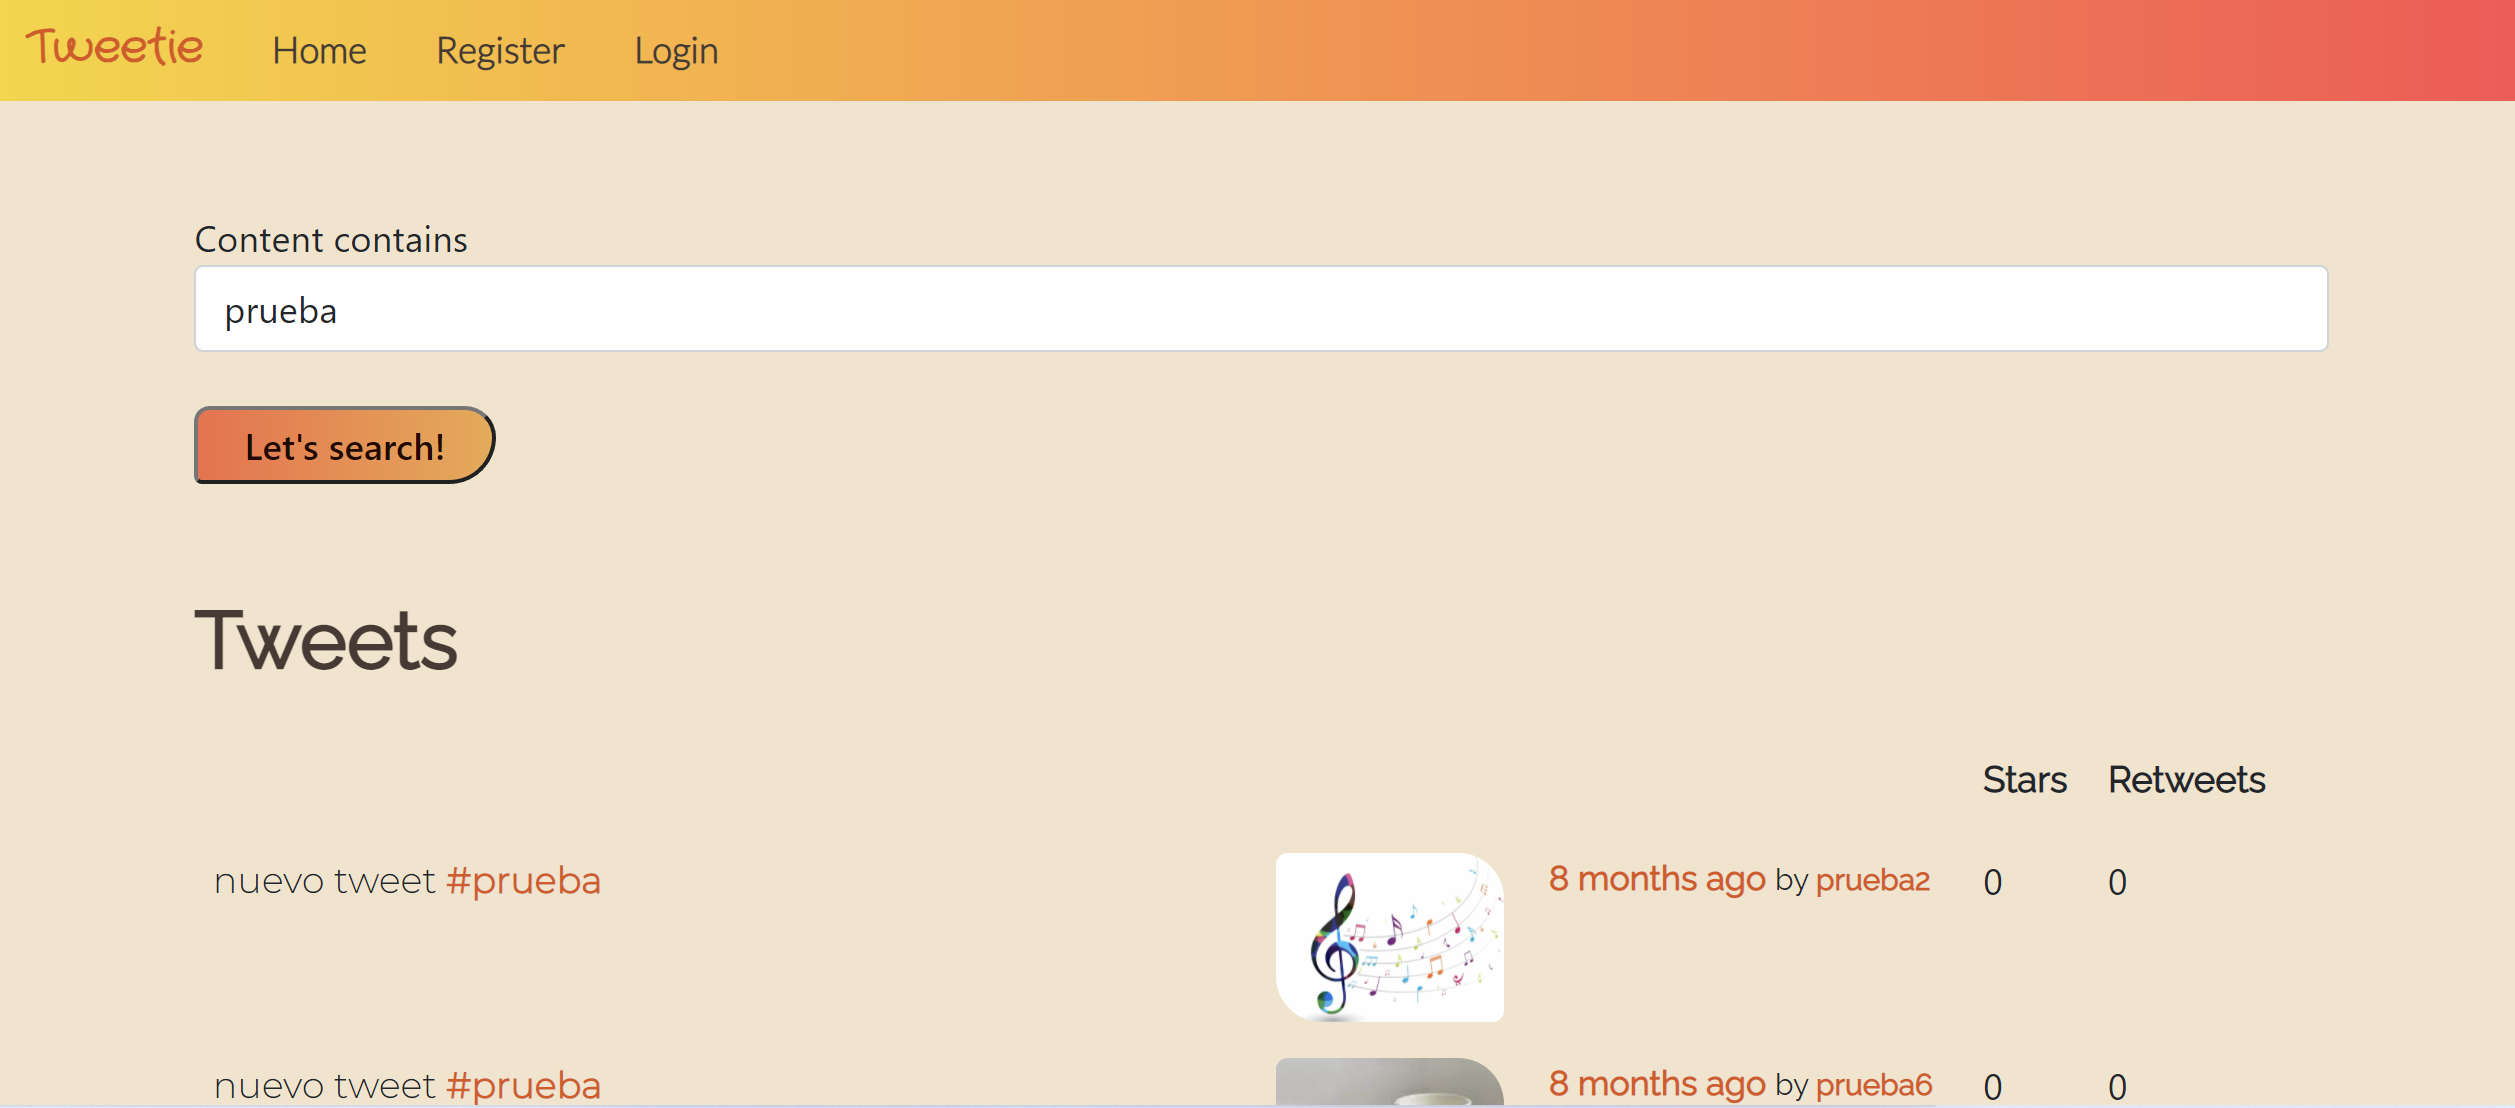 Tweetie Home Register Login
Content contains
prueba
Let's search!
Tweets
Stars Retweets
nuevo tweet #prueba 8 months ago by prueba2 0 0
nuevo tweet #prueba 8 months ago by prueba6 0 0